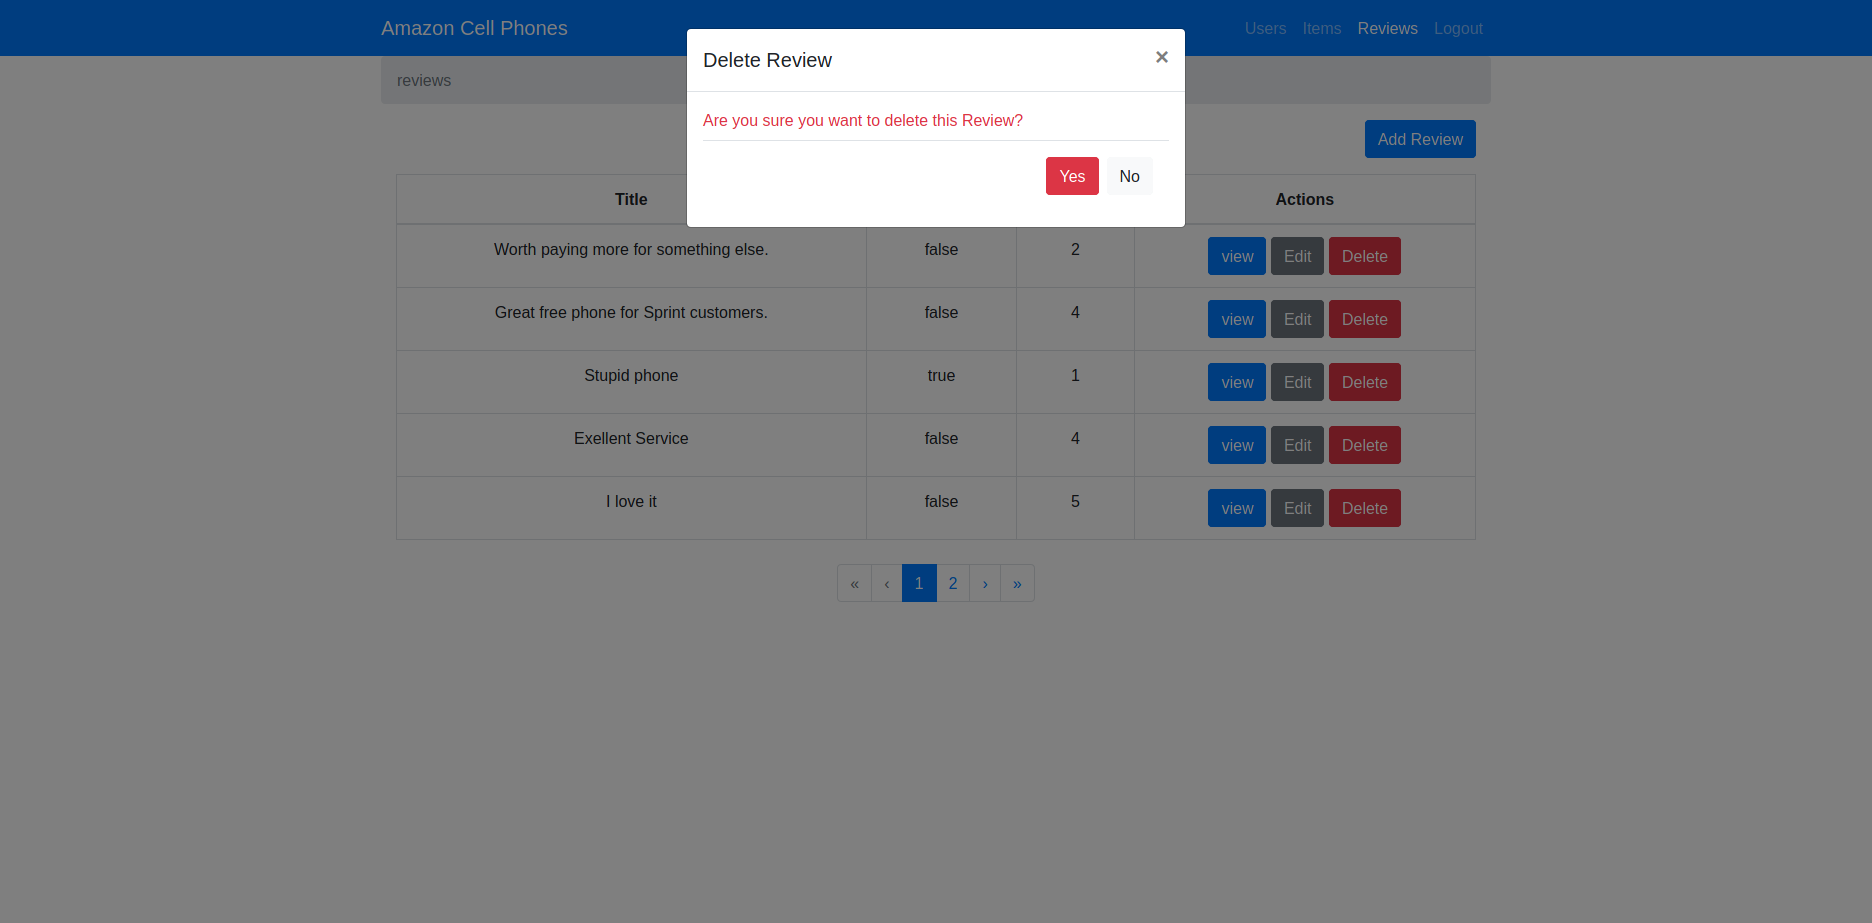 Amazon Cell Phones Users Items Reviews Logout
Delete Review ×
reviews
Are you sure you want to delete this Review?
Add Review
Yes No
Title Actions
Worth paying more for something else. false 2 view Edit Delete
Great free phone for Sprint customers. false 4 view Edit Delete
Stupid phone true 1 view Edit Delete
Exellent Service false 4 view Edit Delete
I love it false 5 view Edit Delete
« ‹ 1 2 › »